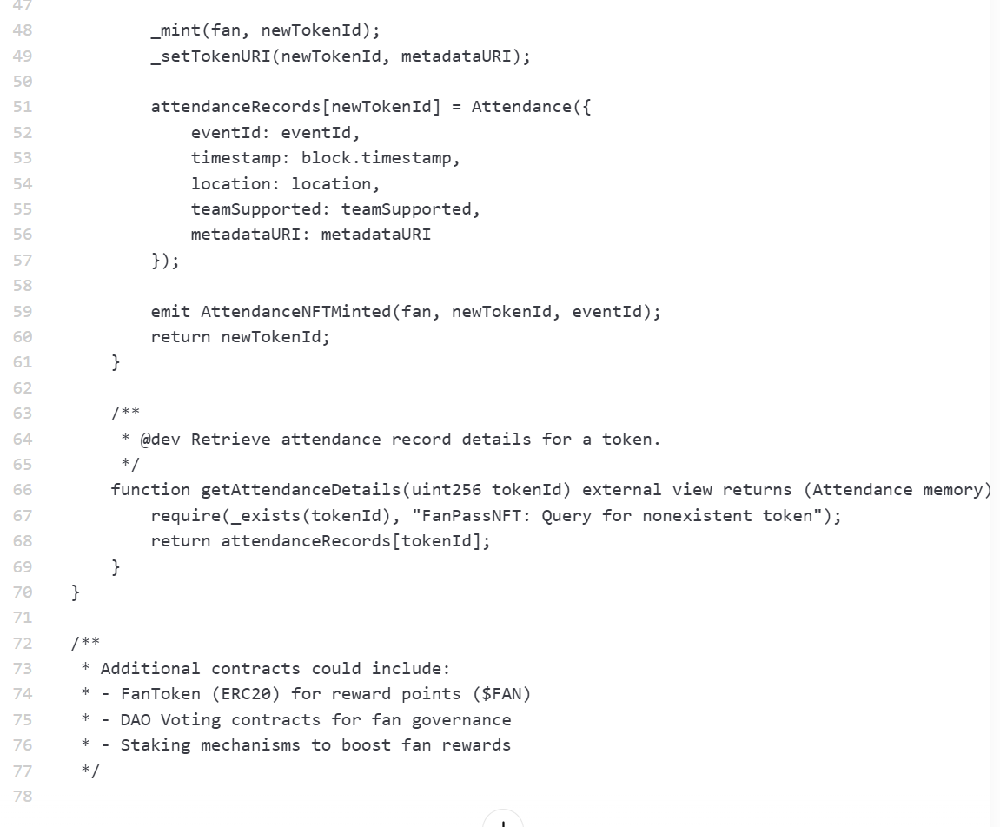 47
48 _mint(fan, newTokenId);
49 _setTokenURI(newTokenId, metadataURI);
50
51 attendanceRecords[newTokenId] = Attendance({
52 eventId: eventId,
53 timestamp: block.timestamp,
54 location: location,
55 teamSupported: teamSupported,
56 metadataURI: metadataURI
57 });
58
59 emit AttendanceNFTMinted(fan, newTokenId, eventId);
60 return newTokenId;
61 }
62
63 /**
64 * @dev Retrieve attendance record details for a token.
65 */
66 function getAttendanceDetails(uint256 tokenId) external view returns (Attendance memory)
67 require(_exists(tokenId), "FanPassNFT: Query for nonexistent token");
68 return attendanceRecords[tokenId];
69 }
70 }
71
72 /**
73 * Additional contracts could include:
74 * - FanToken (ERC20) for reward points ($FAN)
75 * - DAO Voting contracts for fan governance
76 * - Staking mechanisms to boost fan rewards
77 */
78